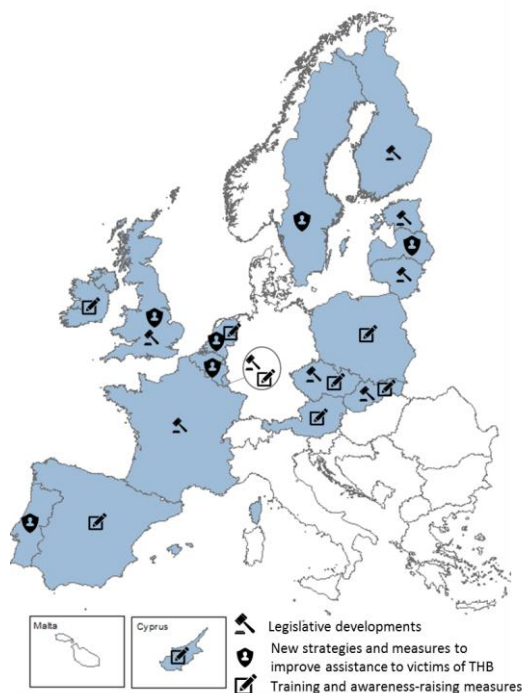 Malta
Cyprus
Legislative developments
New strategies and measures to
improve assistance to victims of THB
Training and awareness-raising measures